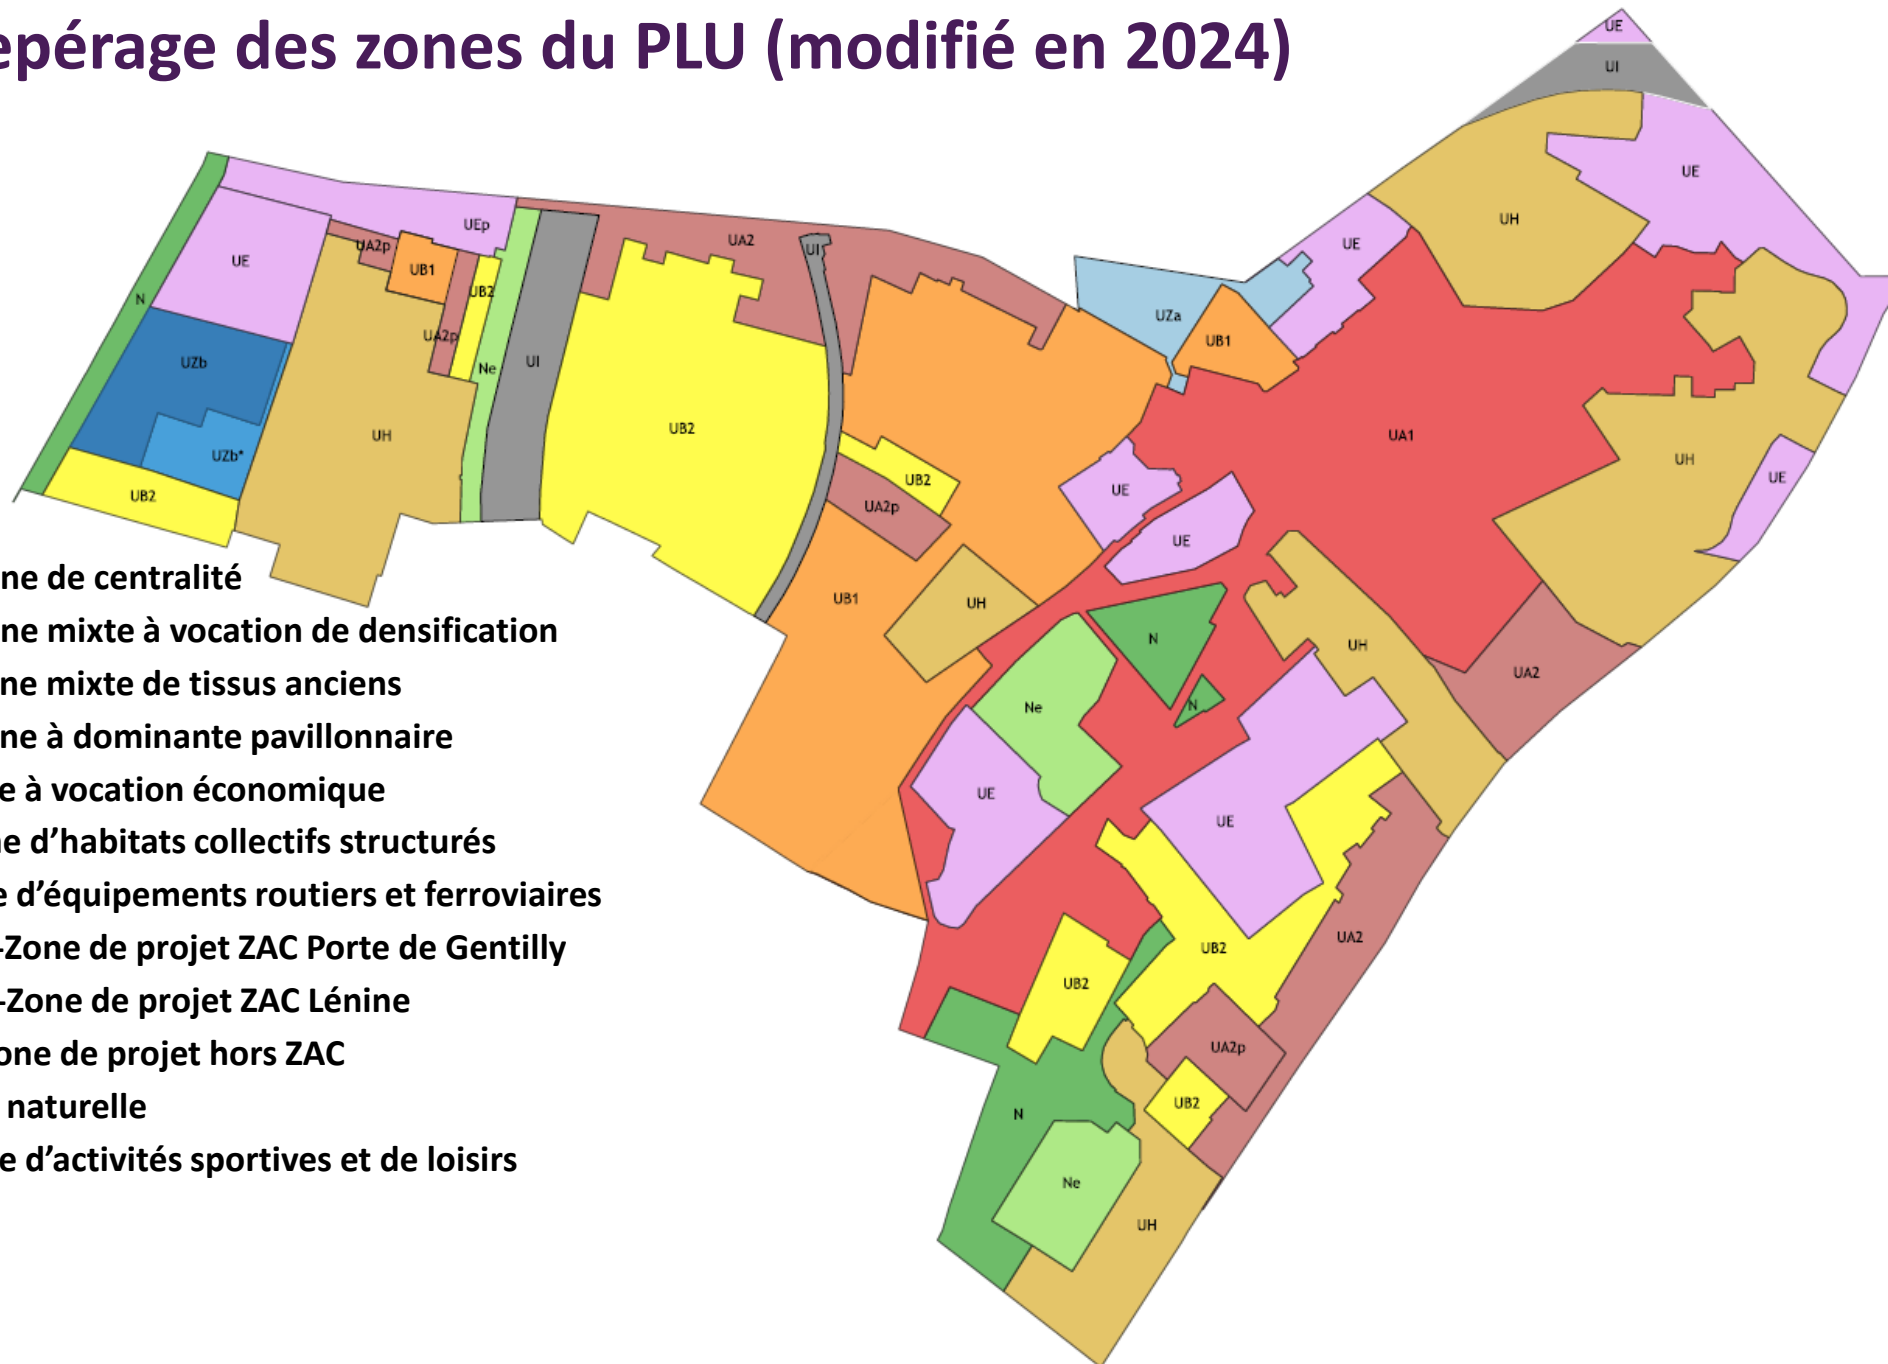 epérage des zones du PLU (modifié en 2024)
ne de centralité
ne mixte à vocation de densification
ne mixte de tissus anciens
ne à dominante pavillonnaire
e à vocation économique
ne d'habitats collectifs structurés
e d'équipements routiers et ferroviaires
-Zone de projet ZAC Porte de Gentilly
-Zone de projet ZAC Lénine
one de projet hors ZAC
naturelle
e d'activités sportives et de loisirs
UE
UI
UE
UH
UEp
UA2
UI
UE
UE
UA2p
UB1
UB2
N
UZa
UB1
UA2p
UZb
Ne
UI
UH
UB2
UA1
UZb*
UB2
UB2
UA2p
UE
UH
UE
UE
UB1
UH
N
UH
UA2
Ne
N
UE
UE
UB2
UA2
UB2
UA2p
UB2
N
Ne
UH